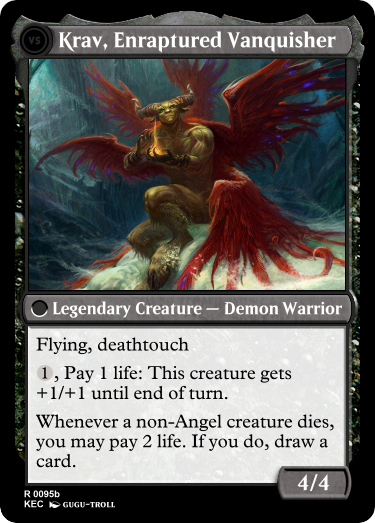 VS
Krav, Enraptured Vanquisher
Legendary Creature — Demon Warrior
Flying, deathtouch
1, Pay 1 life: This creature gets
+1/+1 until end of turn.
Whenever a non-Angel creature dies,
you may pay 2 life. If you do, draw a
card.
4/4
R 0095b
KEC GUGU-TROLL